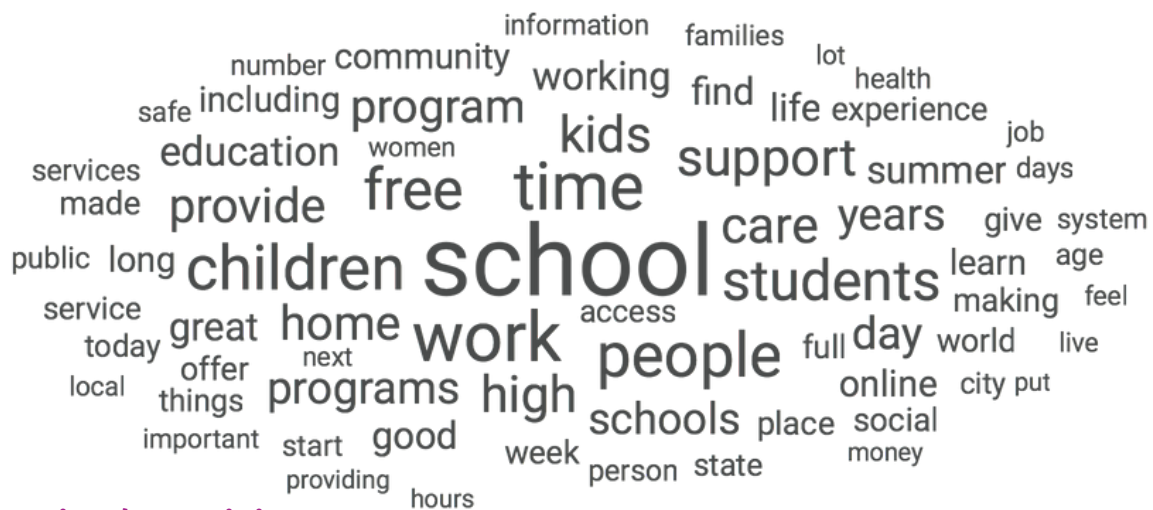 information families lot
number community working find health
safe including program kids life experience
education women support summer job
services made provide free time days
public long children school care years give system
students learn age
service great home work access making feel
today offer next people full day world live
local things programs high online city put
important start good schools place social
week person state money
providing hours